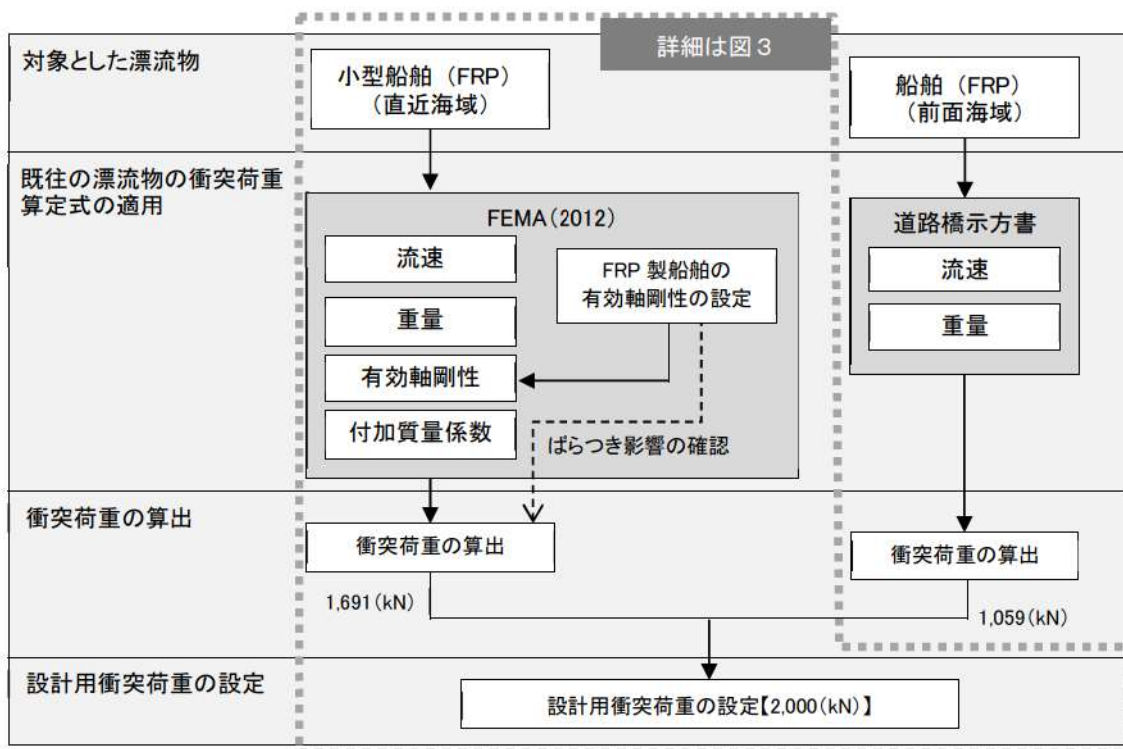 詳細は図3
対象とした漂流物
小型船舶（FRP）
（直近海域）
船舶（FRP）
（前面海域）
既往の漂流物の衝突荷重
算定式の適用
FEMA（2012）
流速
重量
有効軸剛性
付加質量係数
FRP 製船舶の
有効軸剛性の設定
ばらつき影響の確認
道路橋示方書
流速
重量
衝突荷重の算出
衝突荷重の算出
1,691(kN)
衝突荷重の算出
1,059(kN)
設計用衝突荷重の設定
設計用衝突荷重の設定【2,000(kN)】